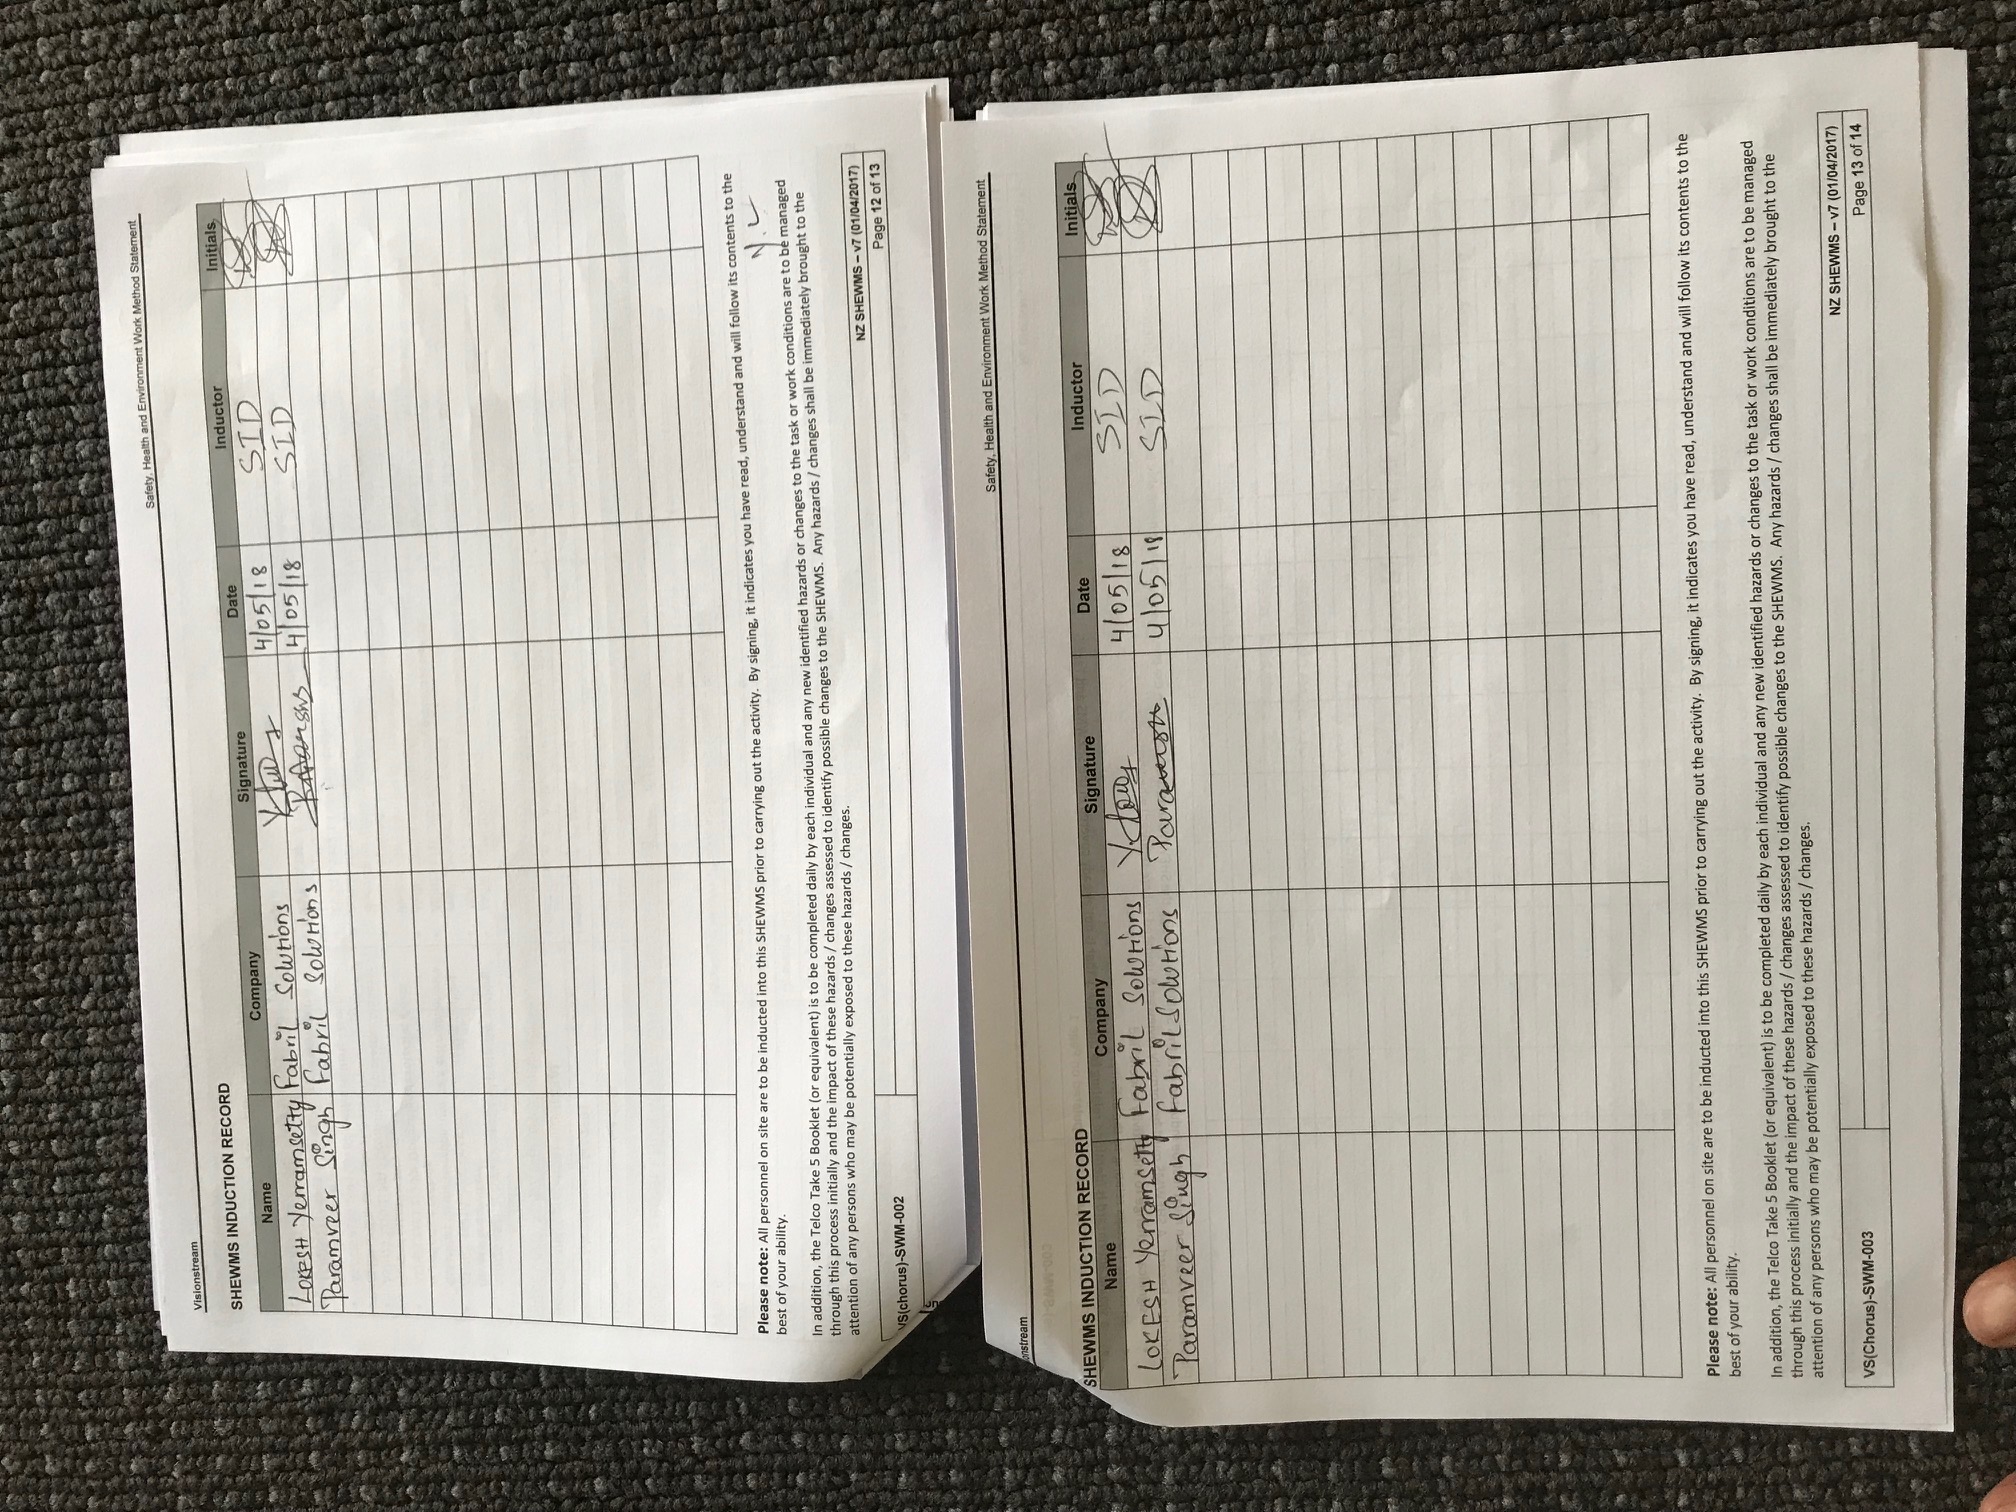 Safety, Health and Environment Work Method Statement
Visionstream
SHEWMS INDUCTION RECORD
Name Company Signature Date Inductor Initials
LOKESH Yerramsetty Fabril Solutions 4/05/18 SID
Paramveer Singh Fabril Solutions 4/05/18 SID
Please note: All personnel on site are to be inducted into this SHEWMS prior to carrying out the activity. By signing, it indicates you have read, understand and will follow its contents to the
best of your ability.
Y.L
In addition, the Telco Take 5 Booklet (or equivalent) is to be completed daily by each individual and any new identified hazards or changes to the task or work conditions are to be managed
through this process initially and the impact of these hazards / changes assessed to identify possible changes to the SHEWMS. Any hazards / changes shall be immediately brought to the
attention of any persons who may be potentially exposed to these hazards / changes.
NZ SHEWMS – v7 (01/04/2017)
VS(chorus)-SWM-002
Page 12 of 13
Safety, Health and Environment Work Method Statement
onstream
SHEWMS INDUCTION RECORD
Name Company Signature Date Inductor Initials
LOKESH Yerramsetty Fabril Solutions 4/05/18 SID
Paramveer Singh Fabril Solutions 4/05/18 SID
Please note: All personnel on site are to be inducted into this SHEWMS prior to carrying out the activity. By signing, it indicates you have read, understand and will follow its contents to the
best of your ability.
In addition, the Telco Take 5 Booklet (or equivalent) is to be completed daily by each individual and any new identified hazards or changes to the task or work conditions are to be managed
through this process initially and the impact of these hazards / changes assessed to identify possible changes to the SHEWMS. Any hazards / changes shall be immediately brought to the
attention of any persons who may be potentially exposed to these hazards / changes.
NZ SHEWMS – v7 (01/04/2017)
VS(Chorus)-SWM-003
Page 13 of 14